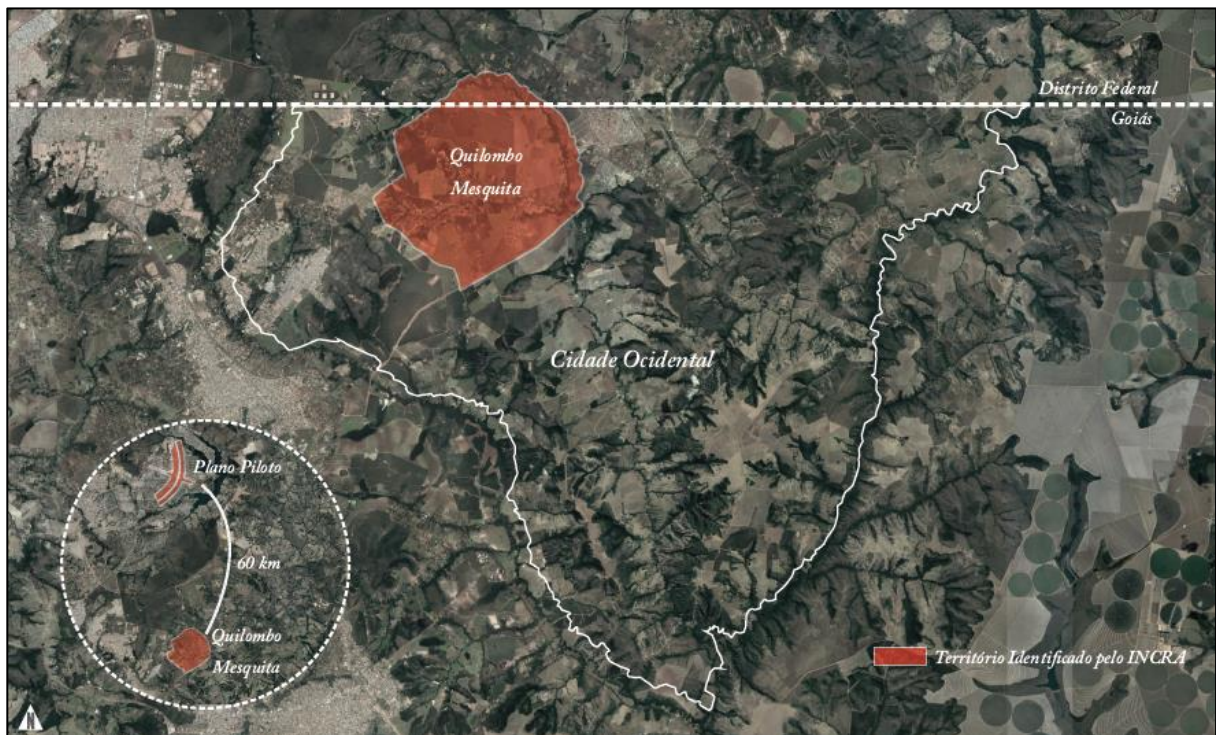 Distrito Federal
Goiás
Quilombo
Mesquita
Cidade Ocidental
Plano Piloto
60 km
Quilombo
Mesquita
Território Identificado pelo INCRA
N